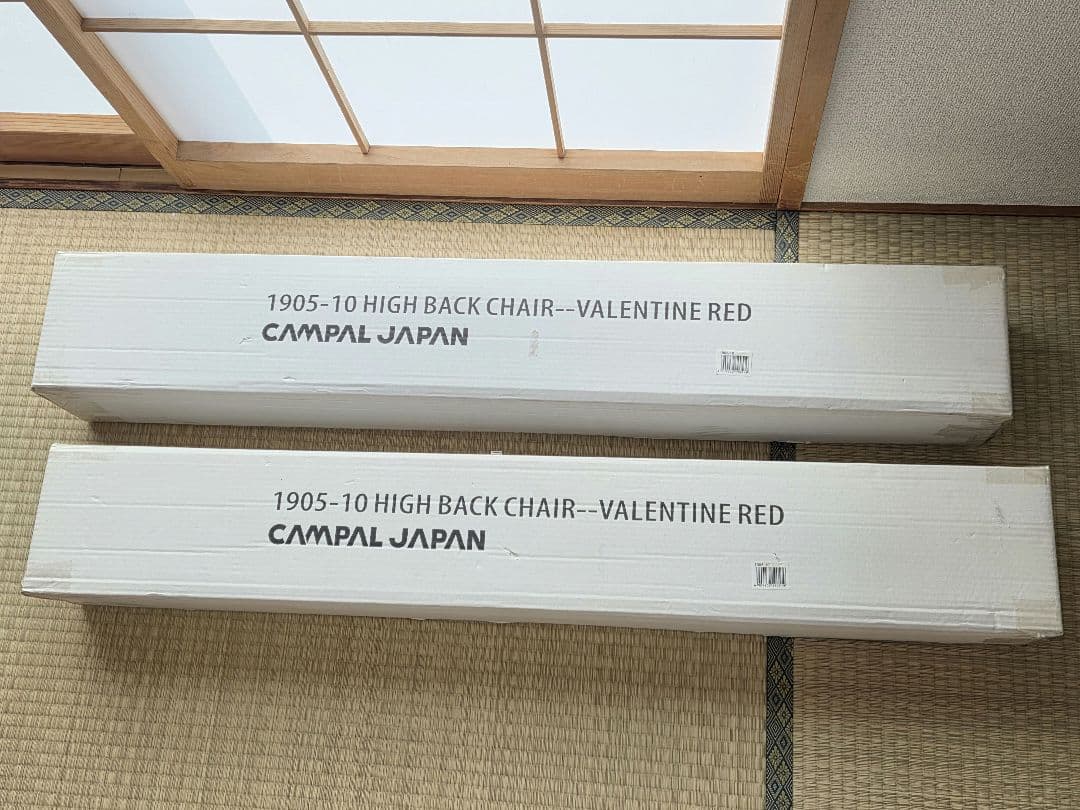 1905-10 HIGH BACK CHAIR--VALENTINE RED
CAMPAL JAPAN
1905-10 HIGH BACK CHAIR--VALENTINE RED
CAMPAL JAPAN